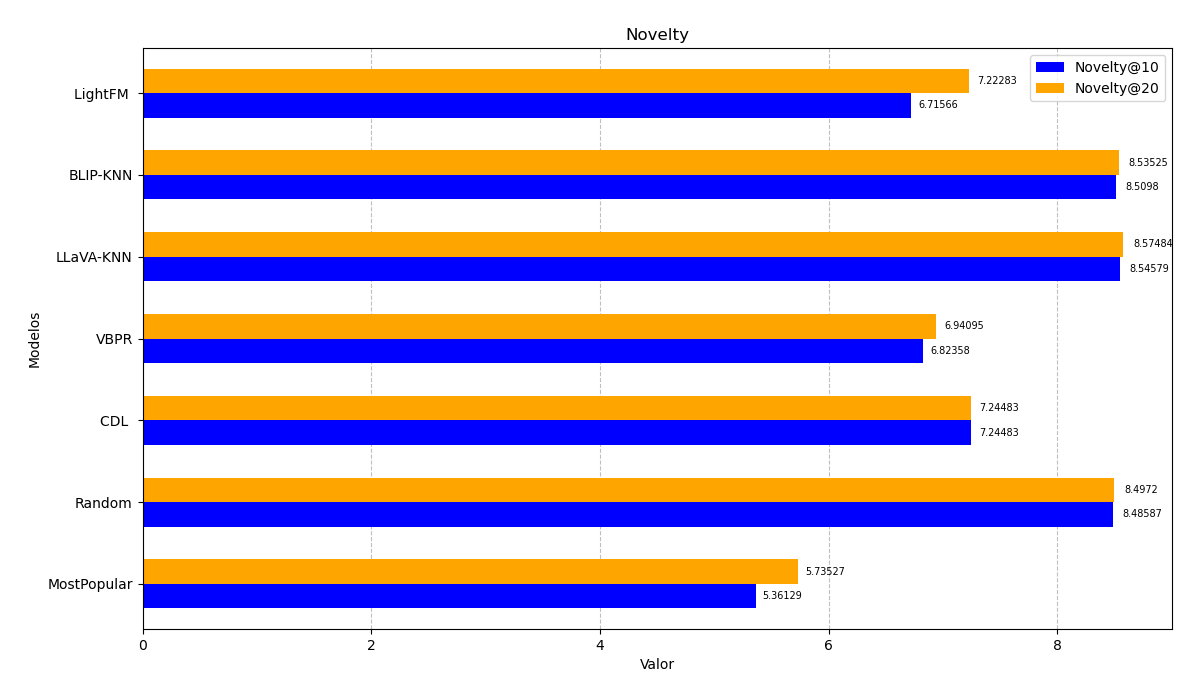 Novelty
Novelty@10
Novelty@20
LightFM
7.22283
6.71566
BLIP-KNN
8.53525
8.5098
LLaVA-KNN
8.57484
8.54579
VBPR
6.94095
6.82358
CDL
7.24483
7.24483
Random
8.4972
8.48587
MostPopular
5.73527
5.36129
Modelos
0 2 4 6 8
Valor